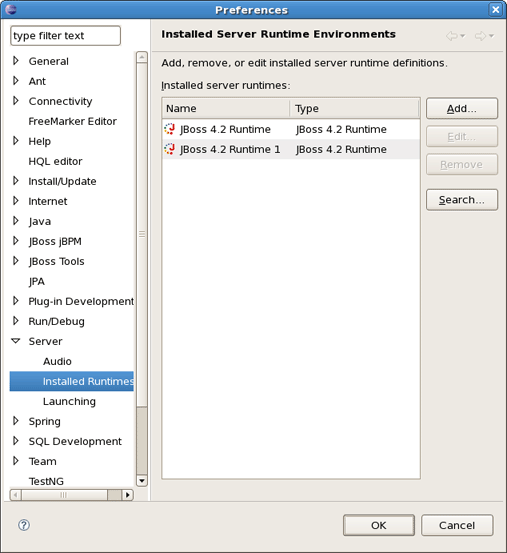 Preferences
type filter text
General
Ant
Connectivity
FreeMarker Editor
Help
HQL editor
Install/Update
Internet
Java
JBoss jBPM
JBoss Tools
JPA
Plug-in Development
Run/Debug
Server
Audio
Installed Runtimes
Launching
Spring
SQL Development
Team
TestNG
Installed Server Runtime Environments
Add, remove, or edit installed server runtime definitions.
Installed server runtimes:
Name Type
JBoss 4.2 Runtime JBoss 4.2 Runtime
JBoss 4.2 Runtime 1 JBoss 4.2 Runtime
Add...
Edit...
Remove
Search...
?
OK Cancel